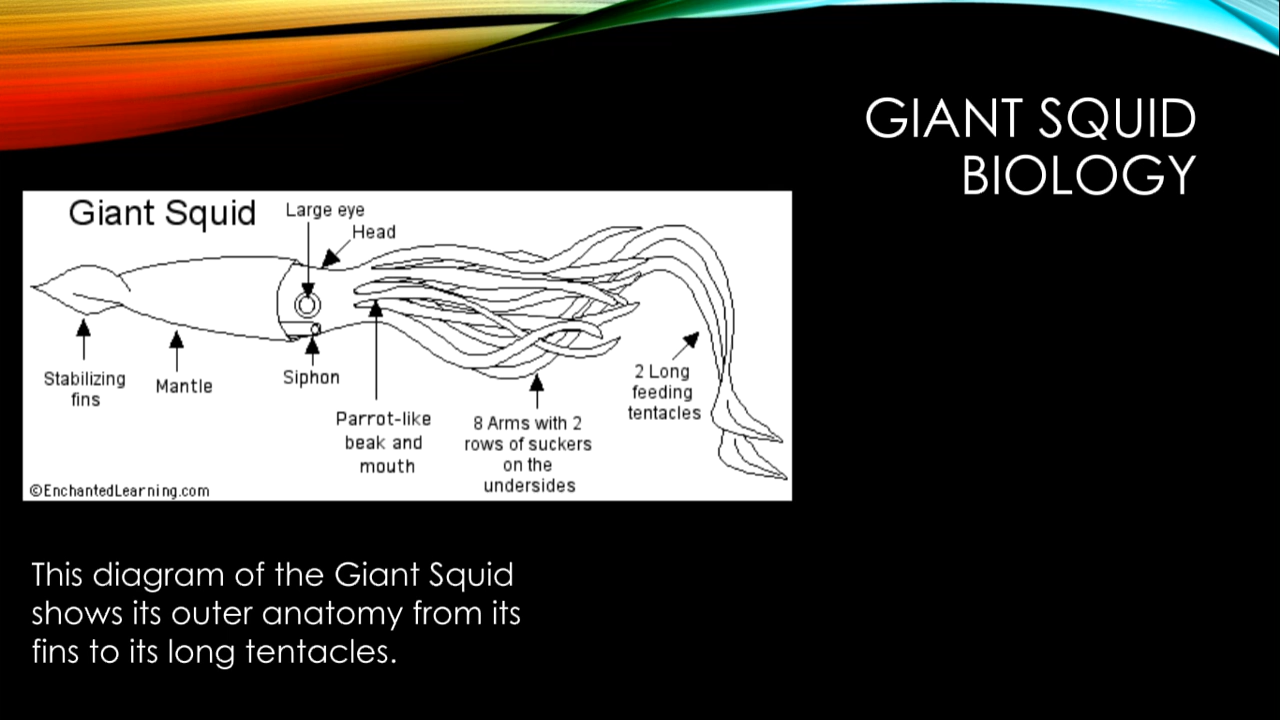 GIANT SQUID
BIOLOGY
Giant Squid
Large eye
Head
Stabilizing
fins
Mantle
Siphon
Parrot-like
beak and
mouth
8 Arms with 2
rows of suckers
on the
undersides
2 Long
feeding
tentacles
©EnchantedLearning.com
This diagram of the Giant Squid
shows its outer anatomy from its
fins to its long tentacles.